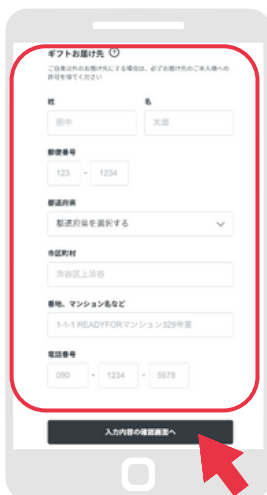 ギフトお届け先 ?
ご自身以外のお届け先にする場合は、必ずお届け先のご本人様への
許可を得てください
姓 名
田中 太郎
郵便番号
123 - 1234
都道府県
都道府県を選択する
市区町村
渋谷区上渋谷
番地、マンション名など
1-1-1 READYFORマンション329号室
電話番号
090 - 1234 - 5678
入力内容の確認画面へ